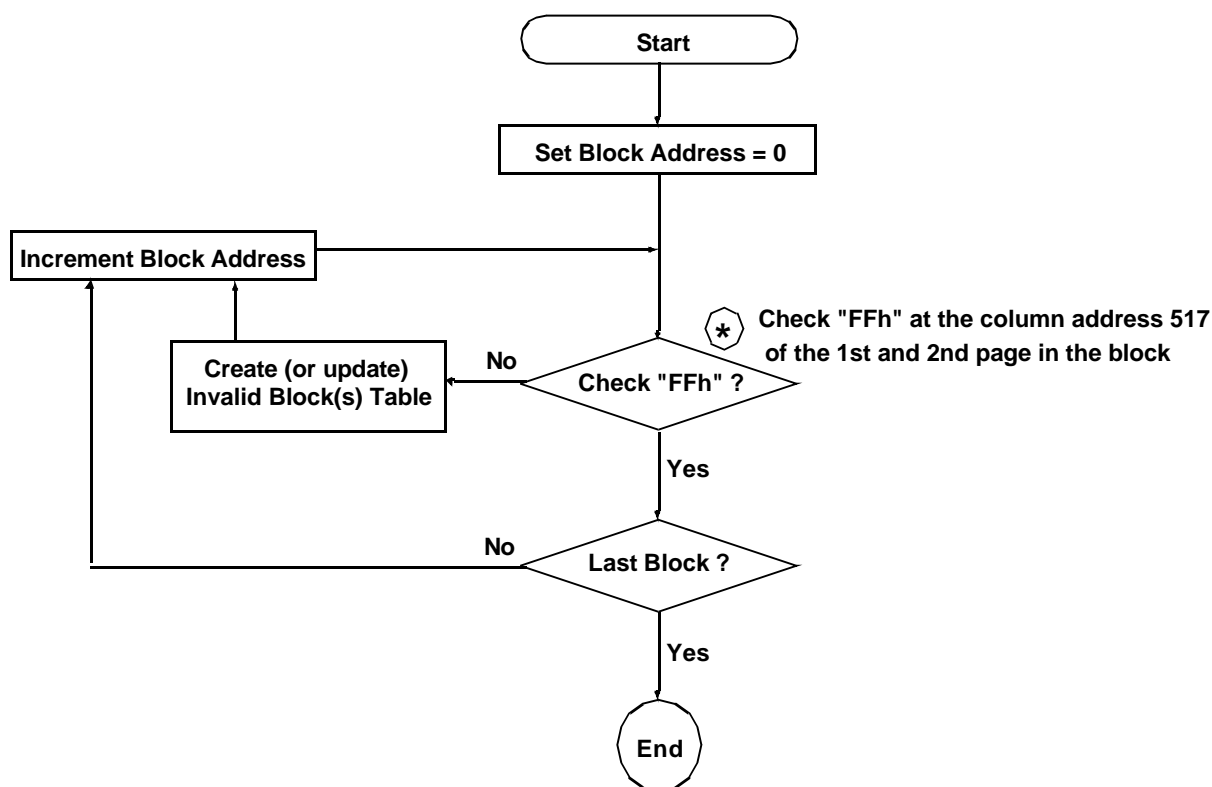 Start
Set Block Address = 0
Increment Block Address
* Check "FFh" at the column address 517
of the 1st and 2nd page in the block
Create (or update)
Invalid Block(s) Table
No
Check "FFh" ?
Yes
No
Last Block ?
Yes
End